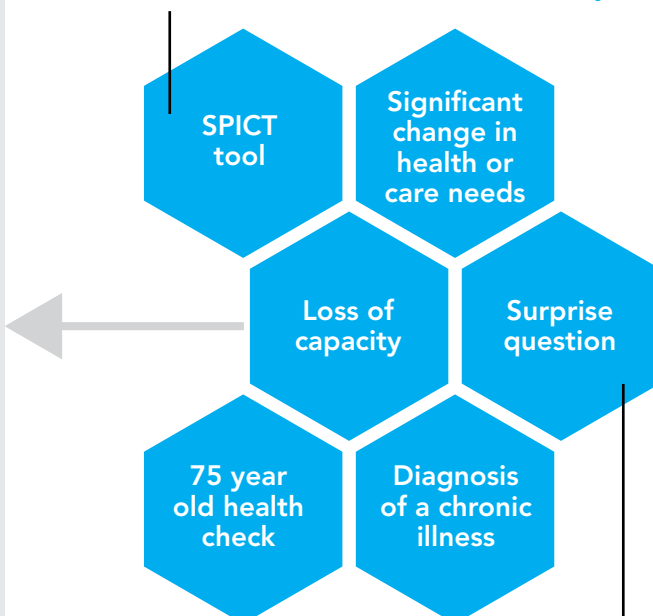 SPICT
tool
Significant
change in
health or
care needs
Loss of
capacity
Surprise
question
75 year
old health
check
Diagnosis
of a chronic
illness